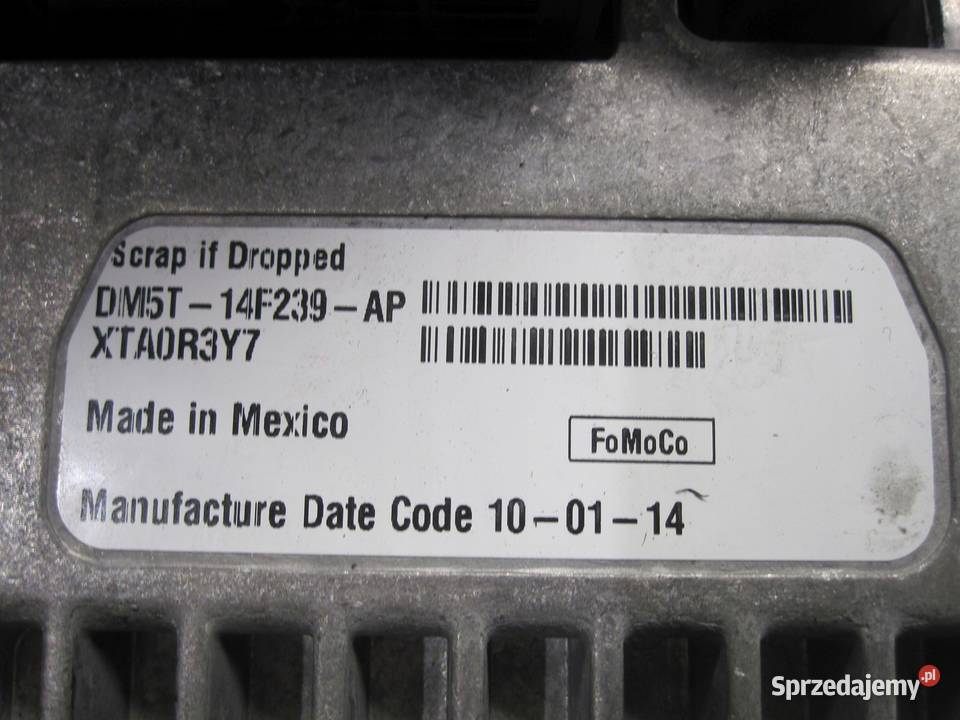 Scrap if Dropped
DM5T-14F239-AP
XTA0R3Y7
Made in Mexico
FoMoCo
Manufacture Date Code 10-01-14
Sprzedajemy.pl